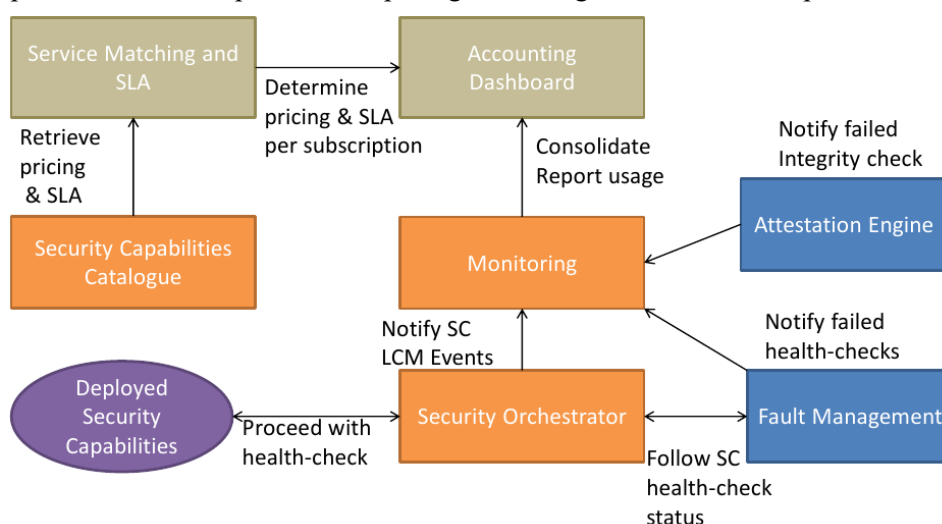 Service Matching and
SLA
Determine
pricing & SLA
per subscription
Accounting
Dashboard
Retrieve
pricing
& SLA
Consolidate
Report usage
Notify failed
Integrity check
Security Capabilities
Catalogue
Monitoring
Attestation Engine
Notify SC
LCM Events
Notify failed
health-checks
Deployed
Security
Capabilities
Proceed with
health-check
Security Orchestrator
Follow SC
health-check
status
Fault Management